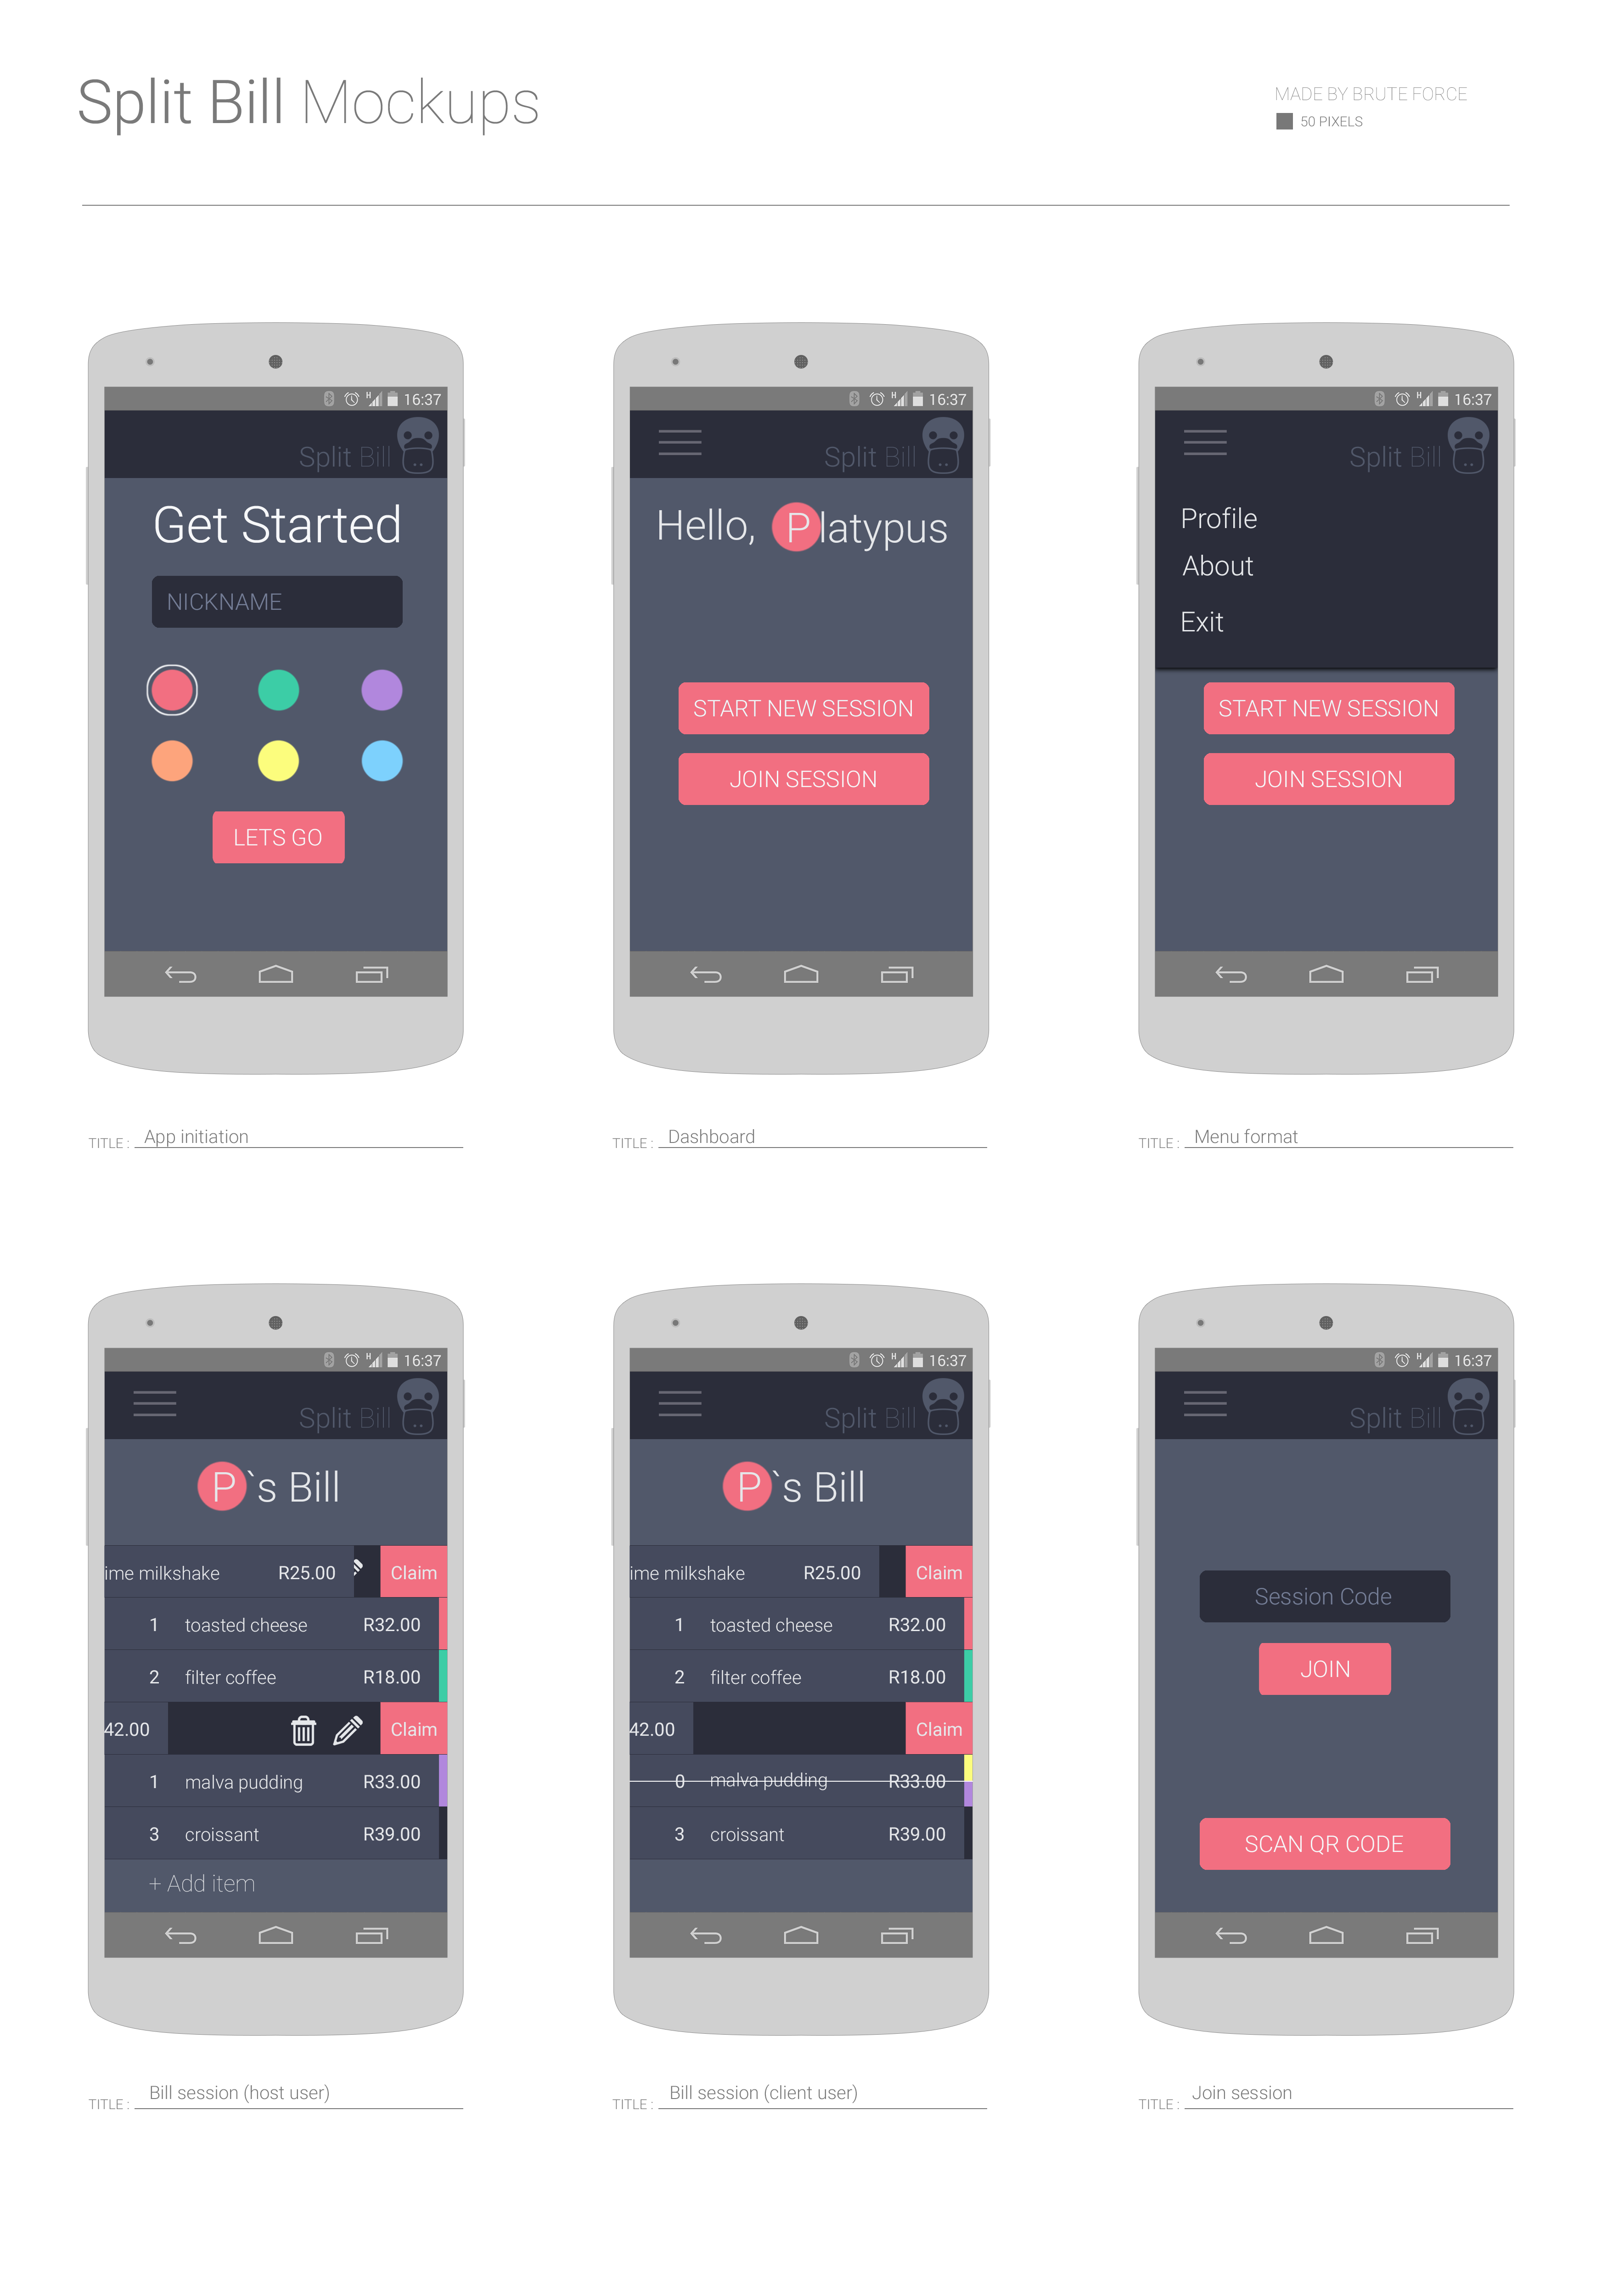 Split Bill Mockups
MADE BY BRUTE FORCE
50 PIXELS
H 16:37
Split Bill
Get Started
NICKNAME
LETS GO
TITLE : App initiation
H 16:37
Split Bill
Hello, Platypus
START NEW SESSION
JOIN SESSION
TITLE : Dashboard
H 16:37
Split Bill
Profile
About
Exit
START NEW SESSION
JOIN SESSION
TITLE : Menu format
H 16:37
Split Bill
P`s Bill
ime milkshake R25.00 Claim
1 toasted cheese R32.00
2 filter coffee R18.00
42.00 Claim
1 malva pudding R33.00
3 croissant R39.00
+ Add item
TITLE : Bill session (host user)
H 16:37
Split Bill
P`s Bill
ime milkshake R25.00 Claim
1 toasted cheese R32.00
2 filter coffee R18.00
42.00 Claim
0 malva pudding R33.00
3 croissant R39.00
TITLE : Bill session (client user)
H 16:37
Split Bill
Session Code
JOIN
SCAN QR CODE
TITLE : Join session